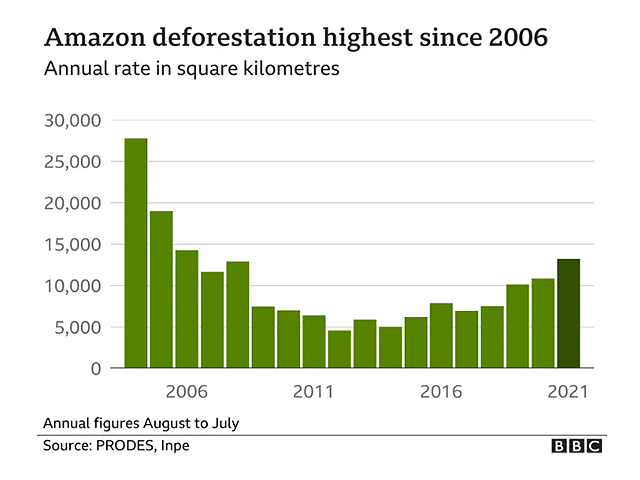 Amazon deforestation highest since 2006
Annual rate in square kilometres
30,000
25,000
20,000
15,000
10,000
5,000
0
2006 2011 2016 2021
Annual figures August to July
Source: PRODES, Inpe BBC